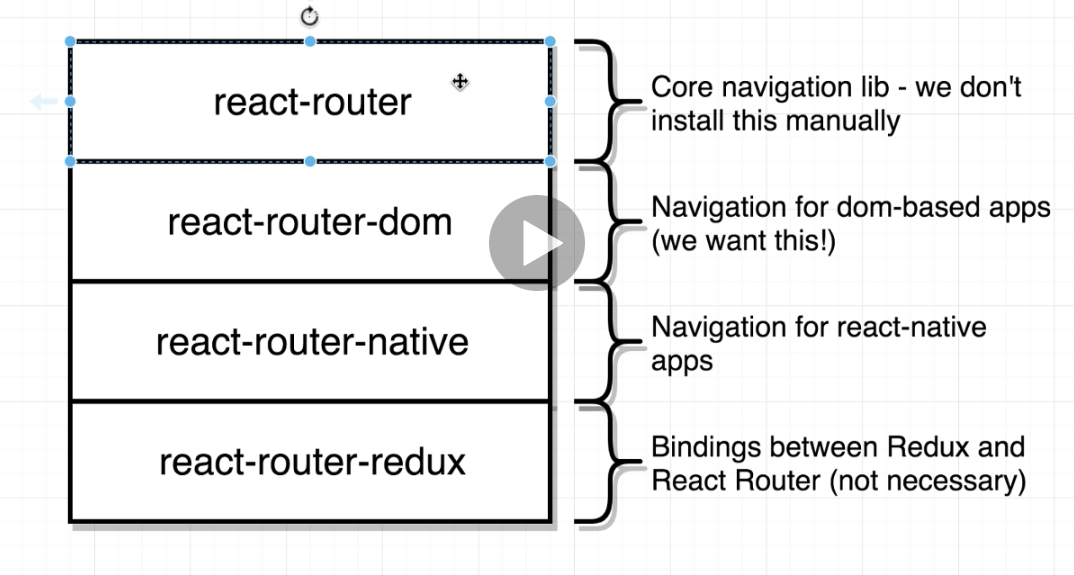 react-router
Core navigation lib - we don't
install this manually
react-router-dom
Navigation for dom-based apps
(we want this!)
react-router-native
Navigation for react-native
apps
react-router-redux
Bindings between Redux and
React Router (not necessary)